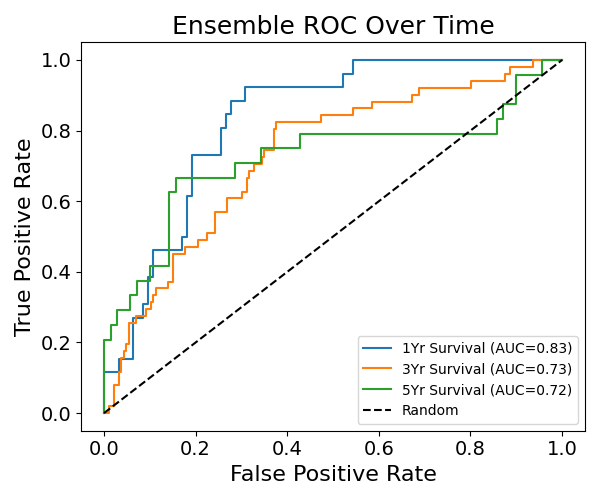 Ensemble ROC Over Time
True Positive Rate
1.0
0.8
0.6
0.4
0.2
0.0
0.0 0.2 0.4 0.6 0.8 1.0
False Positive Rate
1Yr Survival (AUC=0.83)
3Yr Survival (AUC=0.73)
5Yr Survival (AUC=0.72)
Random